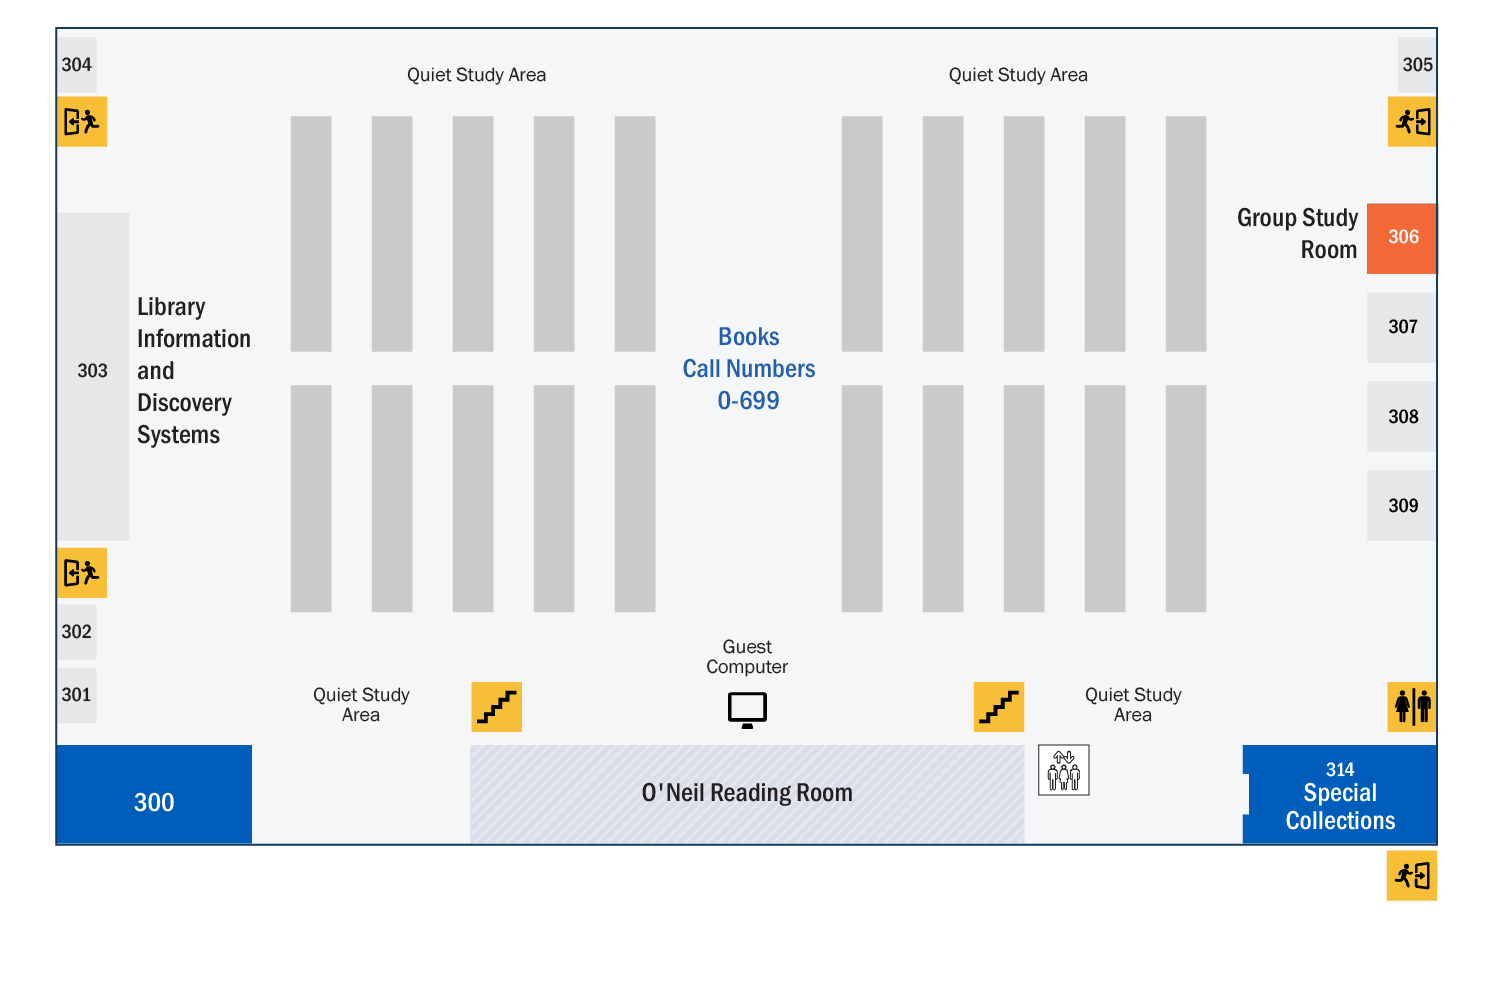 304
Quiet Study Area
Quiet Study Area
305
Group Study
Room
306
Library
Information
and
Discovery
Systems
303
Books
Call Numbers
0-699
307
308
309
302
301
Guest
Computer
Quiet Study
Area
Quiet Study
Area
300
O'Neil Reading Room
314
Special
Collections